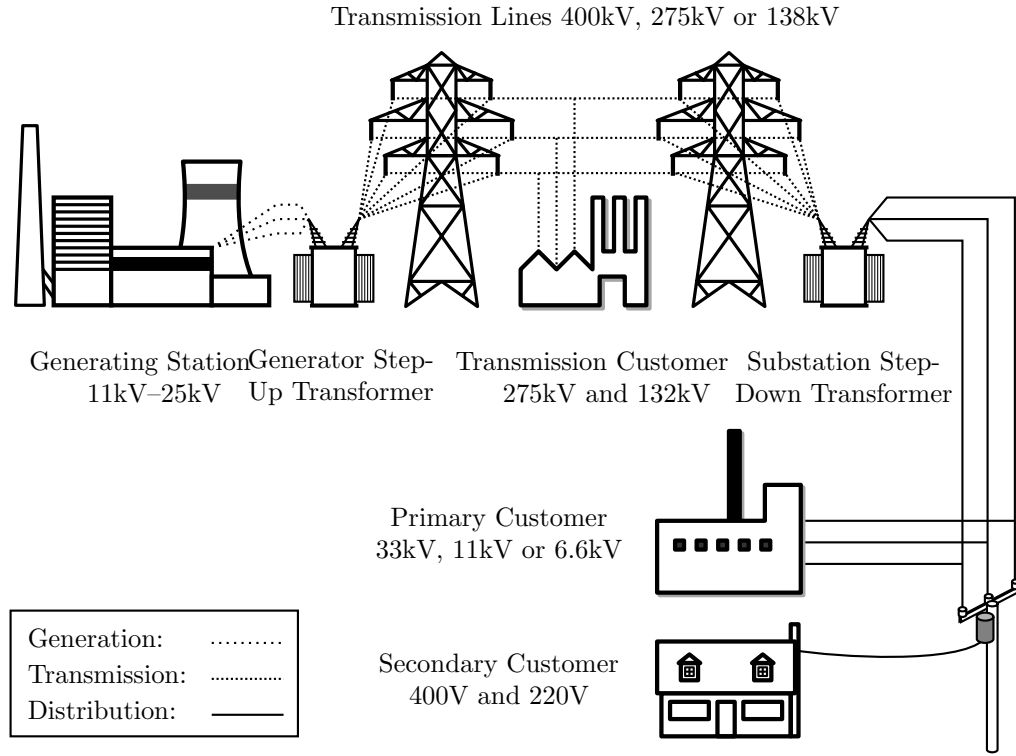 Transmission Lines 400kV, 275kV or 138kV
Generating Station
11kV–25kV
Generator Step-
Up Transformer
Transmission Customer
275kV and 132kV
Substation Step-
Down Transformer
Primary Customer
33kV, 11kV or 6.6kV
Secondary Customer
400V and 220V
Generation:
Transmission:
Distribution: